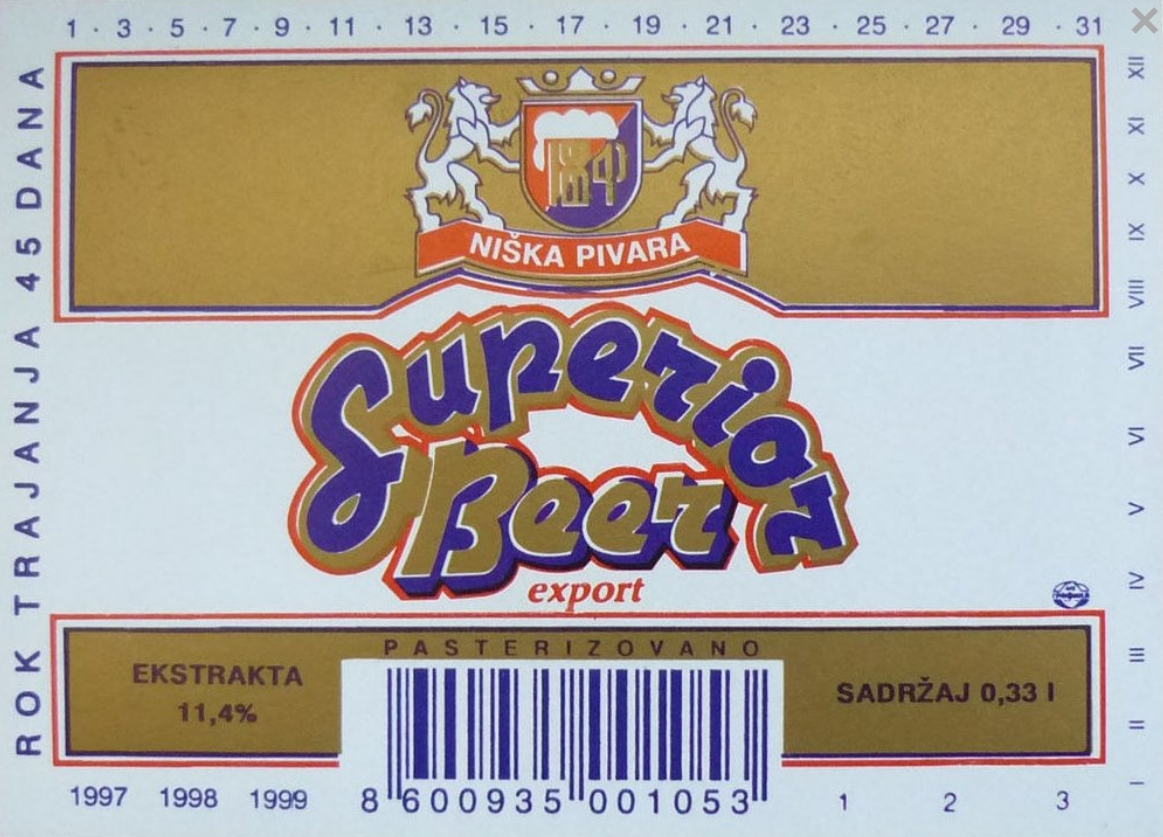 1 · 3 · 5 · 7 · 9 · 11 · 13 · 15 · 17 · 19 · 21 · 23 · 25 · 27 · 29 · 31
ROK TRAJANJA 45 DANA
XII
XI
X
IX
VIII
VII
VI
V
IV
III
II
I
NIŠKA PIVARA
Superior
Beer
export
PASTERIZOVANO
EKSTRAKTA
11,4%
SADRŽAJ 0,33 l
8 600935 001053
1997 1998 1999
1 2 3